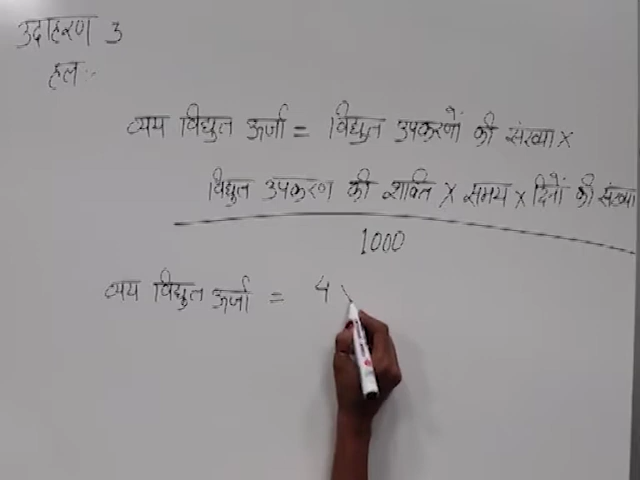 उदाहरण 3
हल :-
व्यय विद्युत ऊर्जा = विद्युत उपकरणों की संख्या ×
विद्युत उपकरण की शक्ति × समय × दिनों की संख्या
1000
व्यय विद्युत ऊर्जा = 4 ×